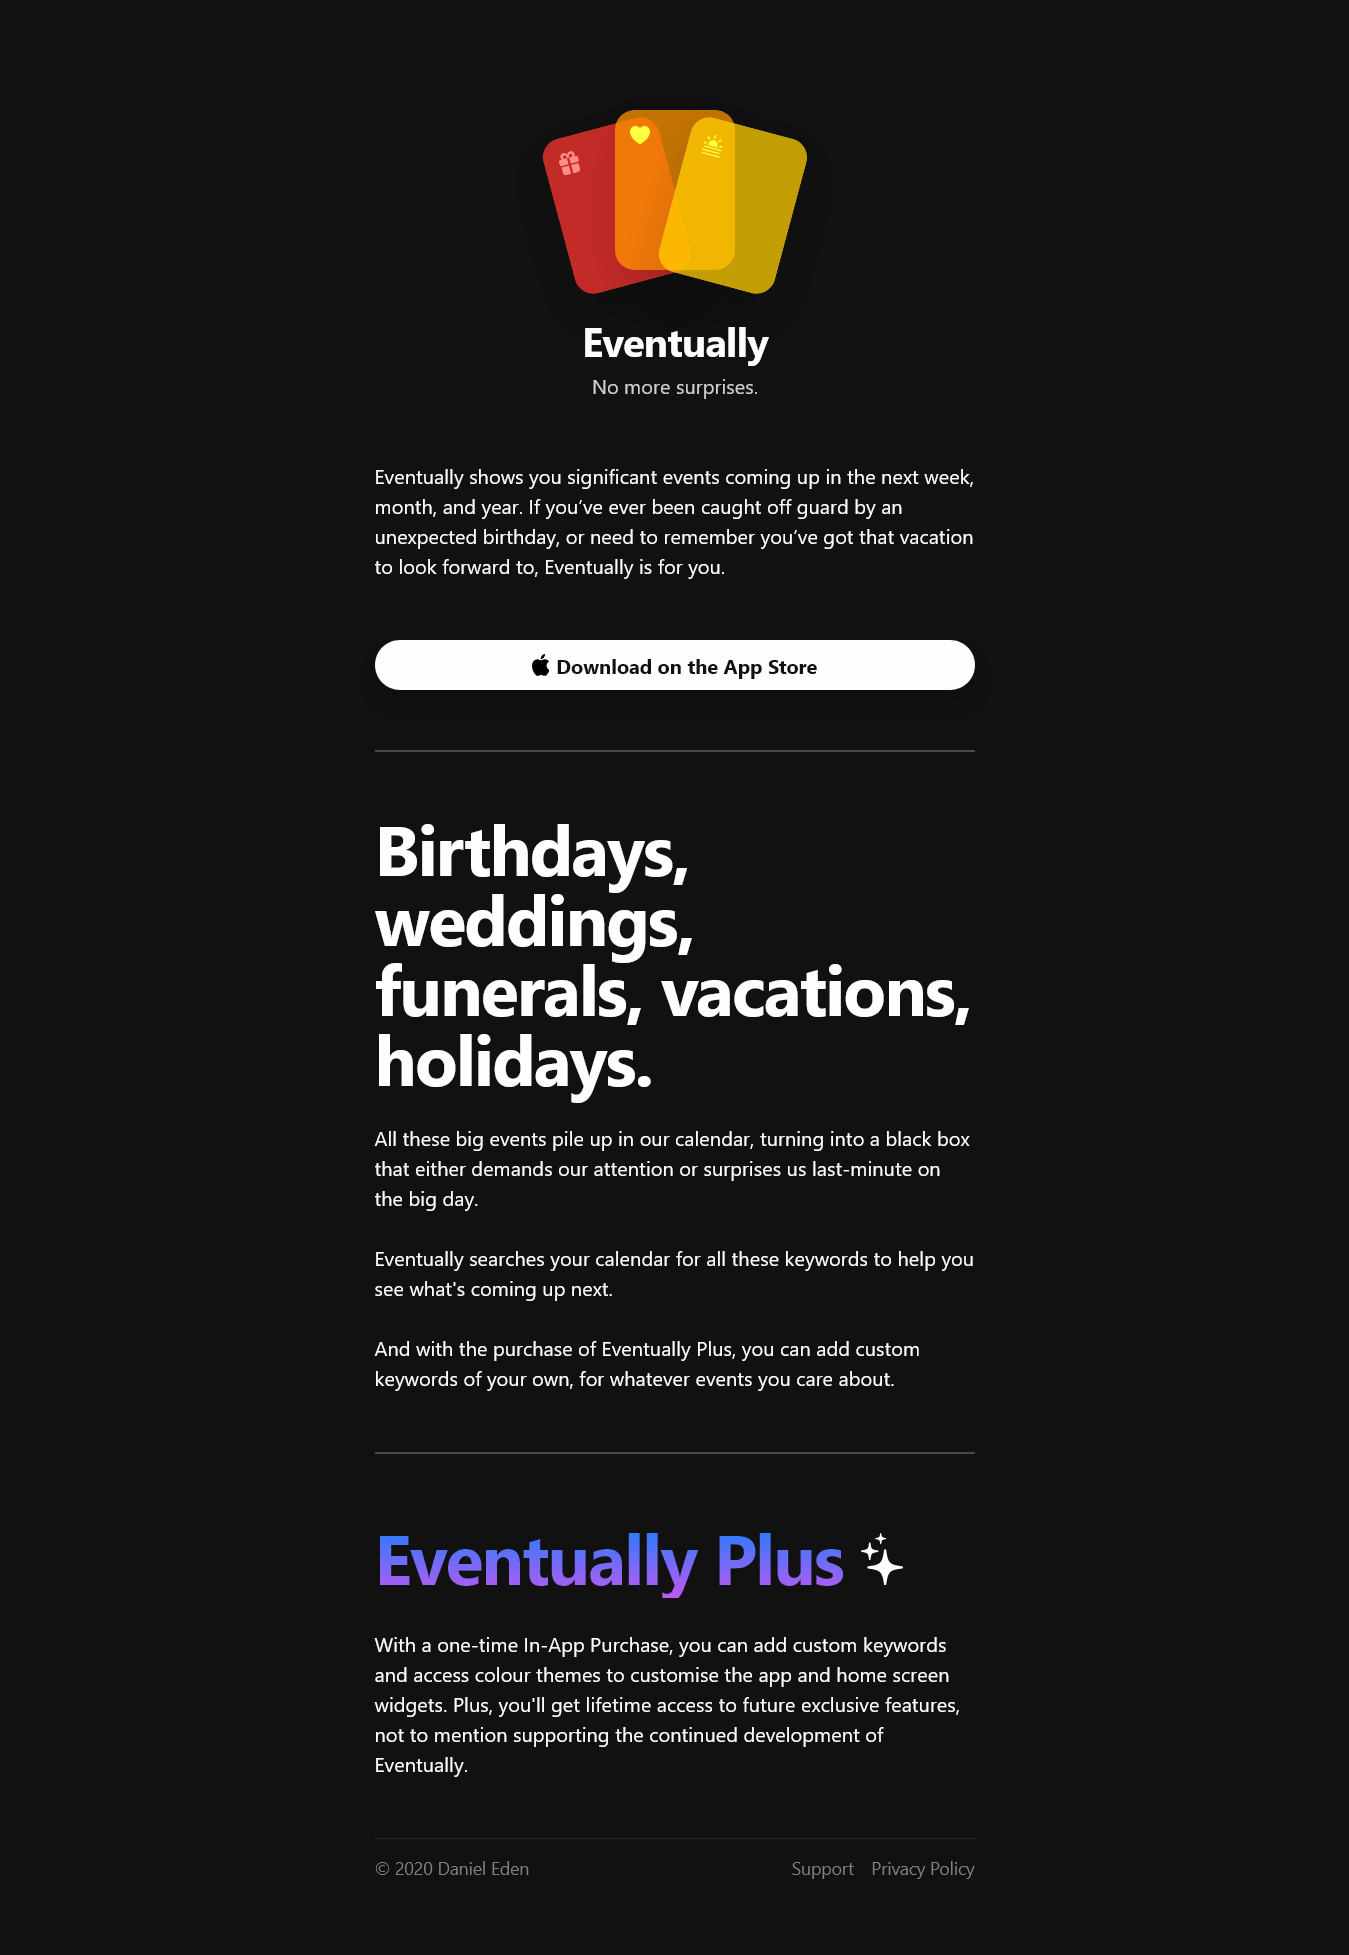 Eventually
No more surprises.
Eventually shows you significant events coming up in the next week,
month, and year. If you’ve ever been caught off guard by an
unexpected birthday, or need to remember you’ve got that vacation
to look forward to, Eventually is for you.
Download on the App Store
Birthdays,
weddings,
funerals, vacations,
holidays.
All these big events pile up in our calendar, turning into a black box
that either demands our attention or surprises us last-minute on
the big day.
Eventually searches your calendar for all these keywords to help you
see what's coming up next.
And with the purchase of Eventually Plus, you can add custom
keywords of your own, for whatever events you care about.
Eventually Plus
With a one-time In-App Purchase, you can add custom keywords
and access colour themes to customise the app and home screen
widgets. Plus, you'll get lifetime access to future exclusive features,
not to mention supporting the continued development of
Eventually.
© 2020 Daniel Eden
Support Privacy Policy